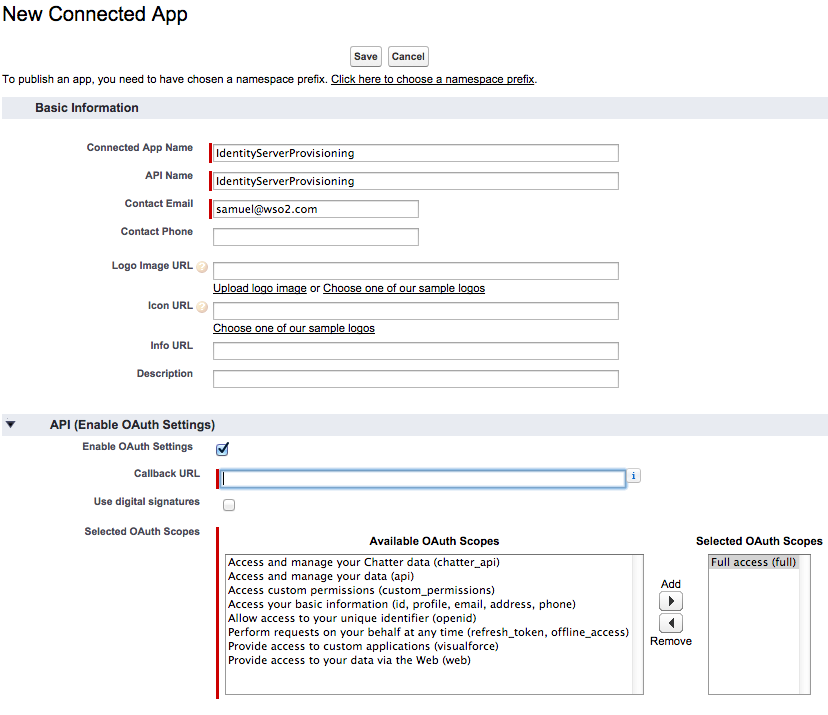 New Connected App
Save Cancel
To publish an app, you need to have chosen a namespace prefix. Click here to choose a namespace prefix.
Basic Information
Connected App Name IdentityServerProvisioning
API Name IdentityServerProvisioning
Contact Email samuel@wso2.com
Contact Phone
Logo Image URL ?
Upload logo image or Choose one of our sample logos
Icon URL ?
Choose one of our sample logos
Info URL
Description
API (Enable OAuth Settings)
Enable OAuth Settings
Callback URL i
Use digital signatures
Selected OAuth Scopes
Available OAuth Scopes Selected OAuth Scopes
Access and manage your Chatter data (chatter_api) Full access (full)
Access and manage your data (api)
Access custom permissions (custom_permissions)
Access your basic information (id, profile, email, address, phone)
Allow access to your unique identifier (openid)
Perform requests on your behalf at any time (refresh_token, offline_access)
Provide access to custom applications (visualforce)
Provide access to your data via the Web (web)
Add
Remove